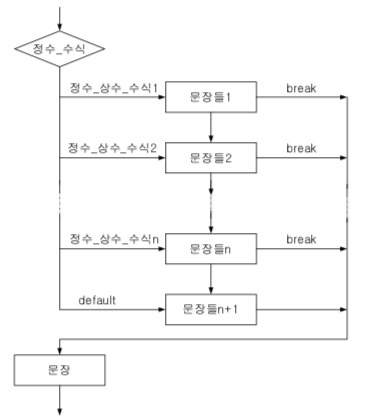 정수_수식
정수_상수_수식1
문장들1
break
정수_상수_수식2
문장들2
break
정수_상수_수식n
문장들n
break
default
문장들n+1
문장